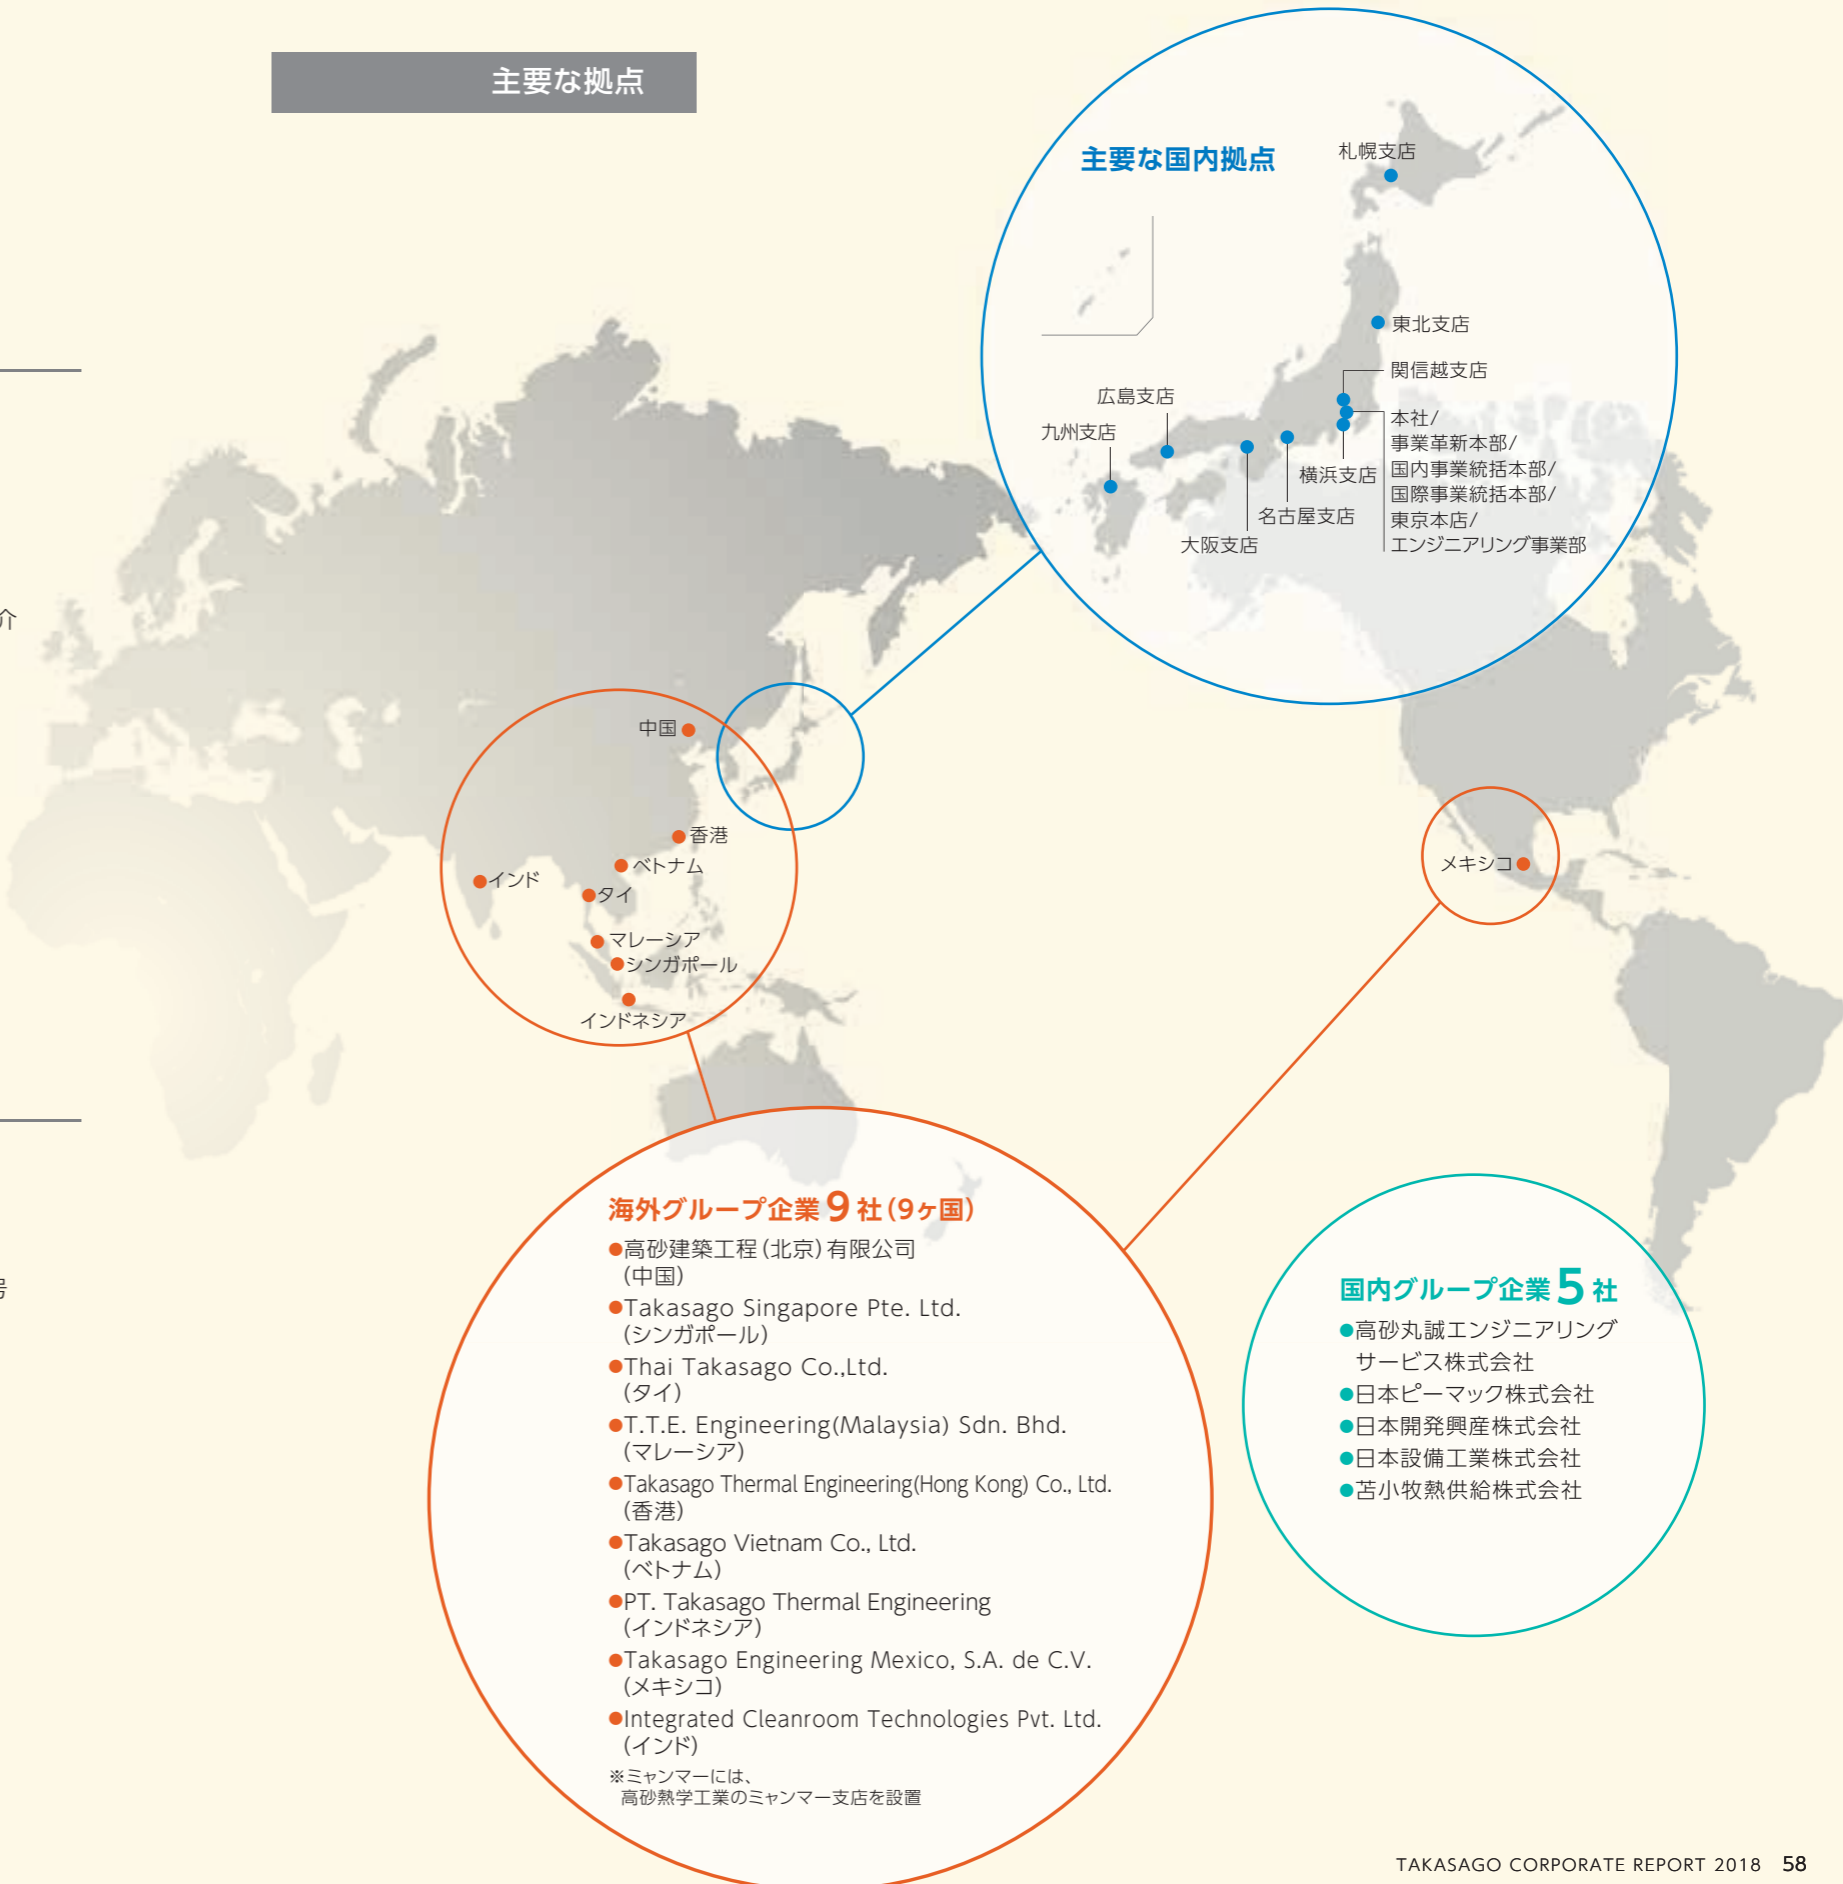 主要な拠点
主要な国内拠点
札幌支店
東北支店
関信越支店
本社/
事業革新本部/
国内事業統括本部/
国際事業統括本部/
東京本店/
エンジニアリング事業部
横浜支店
名古屋支店
大阪支店
広島支店
九州支店
介
号
中国
香港
ベトナム
インド
タイ
マレーシア
シンガポール
インドネシア
メキシコ
海外グループ企業9社(9ヶ国)
●高砂建築工程(北京)有限公司
(中国)
●Takasago Singapore Pte. Ltd.
(シンガポール)
●Thai Takasago Co.,Ltd.
(タイ)
●T.T.E. Engineering(Malaysia) Sdn. Bhd.
(マレーシア)
●Takasago Thermal Engineering(Hong Kong) Co., Ltd.
(香港)
●Takasago Vietnam Co., Ltd.
(ベトナム)
●PT. Takasago Thermal Engineering
(インドネシア)
●Takasago Engineering Mexico, S.A. de C.V.
(メキシコ)
●Integrated Cleanroom Technologies Pvt. Ltd.
(インド)
※ミャンマーには、
高砂熱学工業のミャンマー支店を設置
国内グループ企業5社
●高砂丸誠エンジニアリング
サービス株式会社
●日本ピーマック株式会社
●日本開発興産株式会社
●日本設備工業株式会社
●苫小牧熱供給株式会社
TAKASAGO CORPORATE REPORT 2018 58